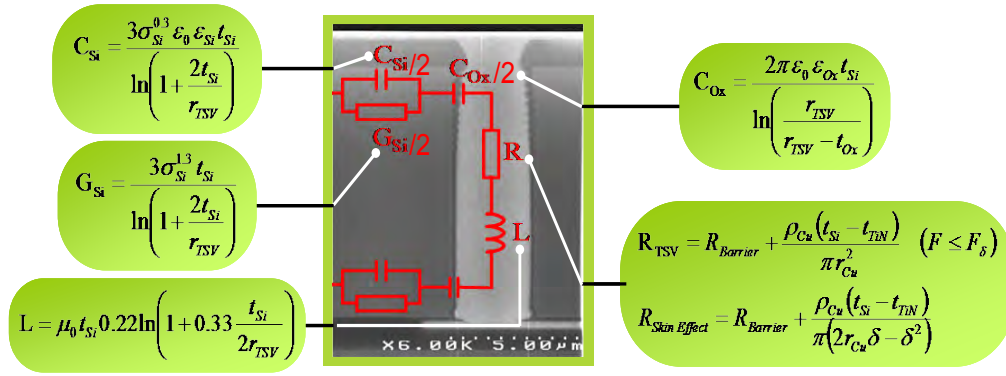 C_Si = 3σ_Si^0.3 ε_0 ε_Si t_Si / ln(1 + 2t_Si / r_TSV)
G_Si = 3σ_Si^1.3 t_Si / ln(1 + 2t_Si / r_TSV)
L = μ_0 t_Si 0.22 ln(1 + 0.33 t_Si / 2r_TSV)
C_Si/2
C_Ox/2
G_Si/2
R
L
X6.00K 5.00μm
C_Ox = 2π ε_0 ε_Ox t_Si / ln(r_TSV / r_TSV − t_Ox)
R_TSV = R_Barrier + ρ_Cu(t_Si − t_TiN) / π r_Cu^2 (F ≤ F_δ)
R_Skin Effect = R_Barrier + ρ_Cu(t_Si − t_TiN) / π(2r_Cu δ − δ^2)